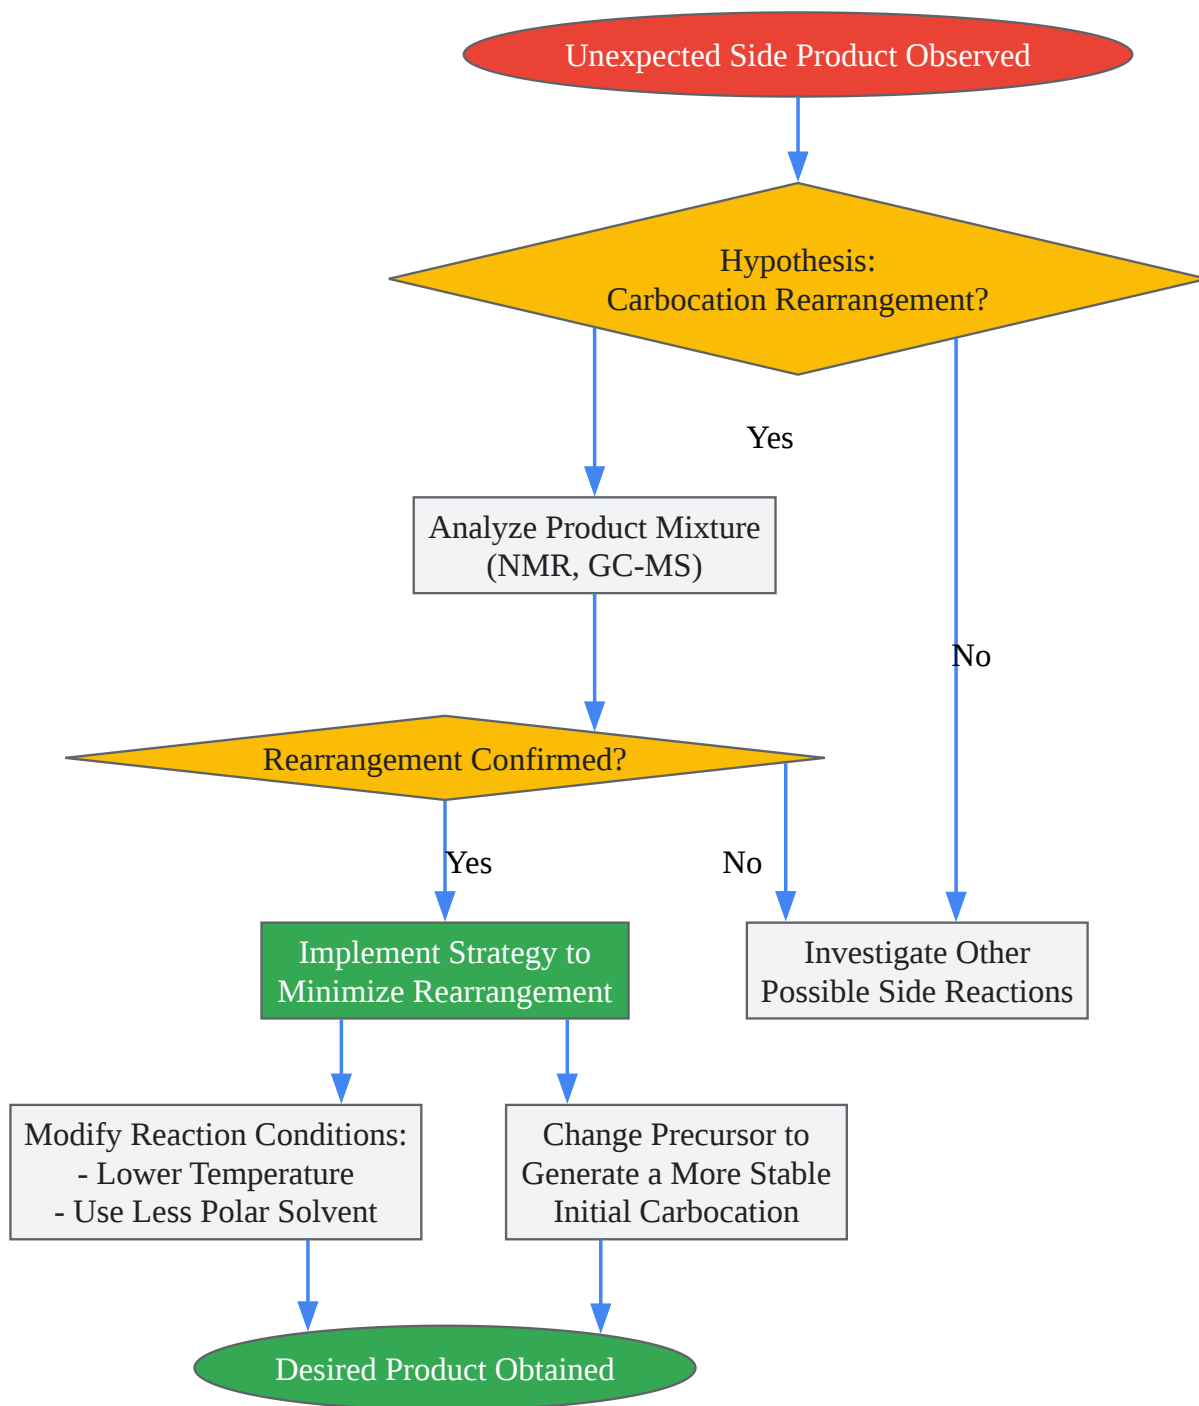 Unexpected Side Product Observed
Hypothesis:
Carbocation Rearrangement?
Yes
Analyze Product Mixture
(NMR, GC-MS)
No
Rearrangement Confirmed?
Yes
No
Implement Strategy to
Minimize Rearrangement
Investigate Other
Possible Side Reactions
Modify Reaction Conditions:
- Lower Temperature
- Use Less Polar Solvent
Change Precursor to
Generate a More Stable
Initial Carbocation
Desired Product Obtained